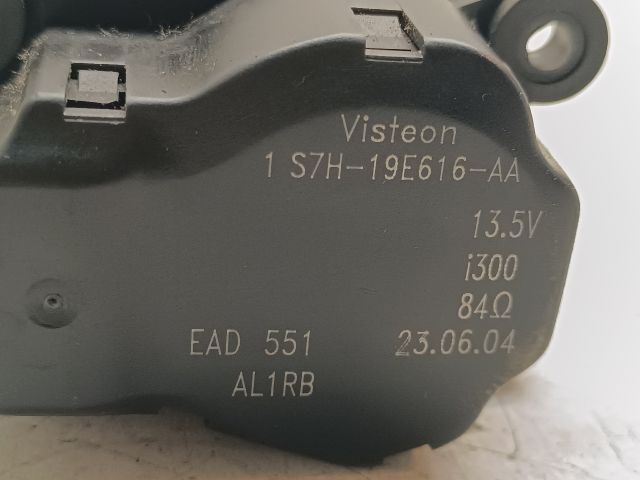 Visteon
1 S7H-19E616-AA
13.5V
i300
84Ω
EAD 551 23.06.04
AL1RB